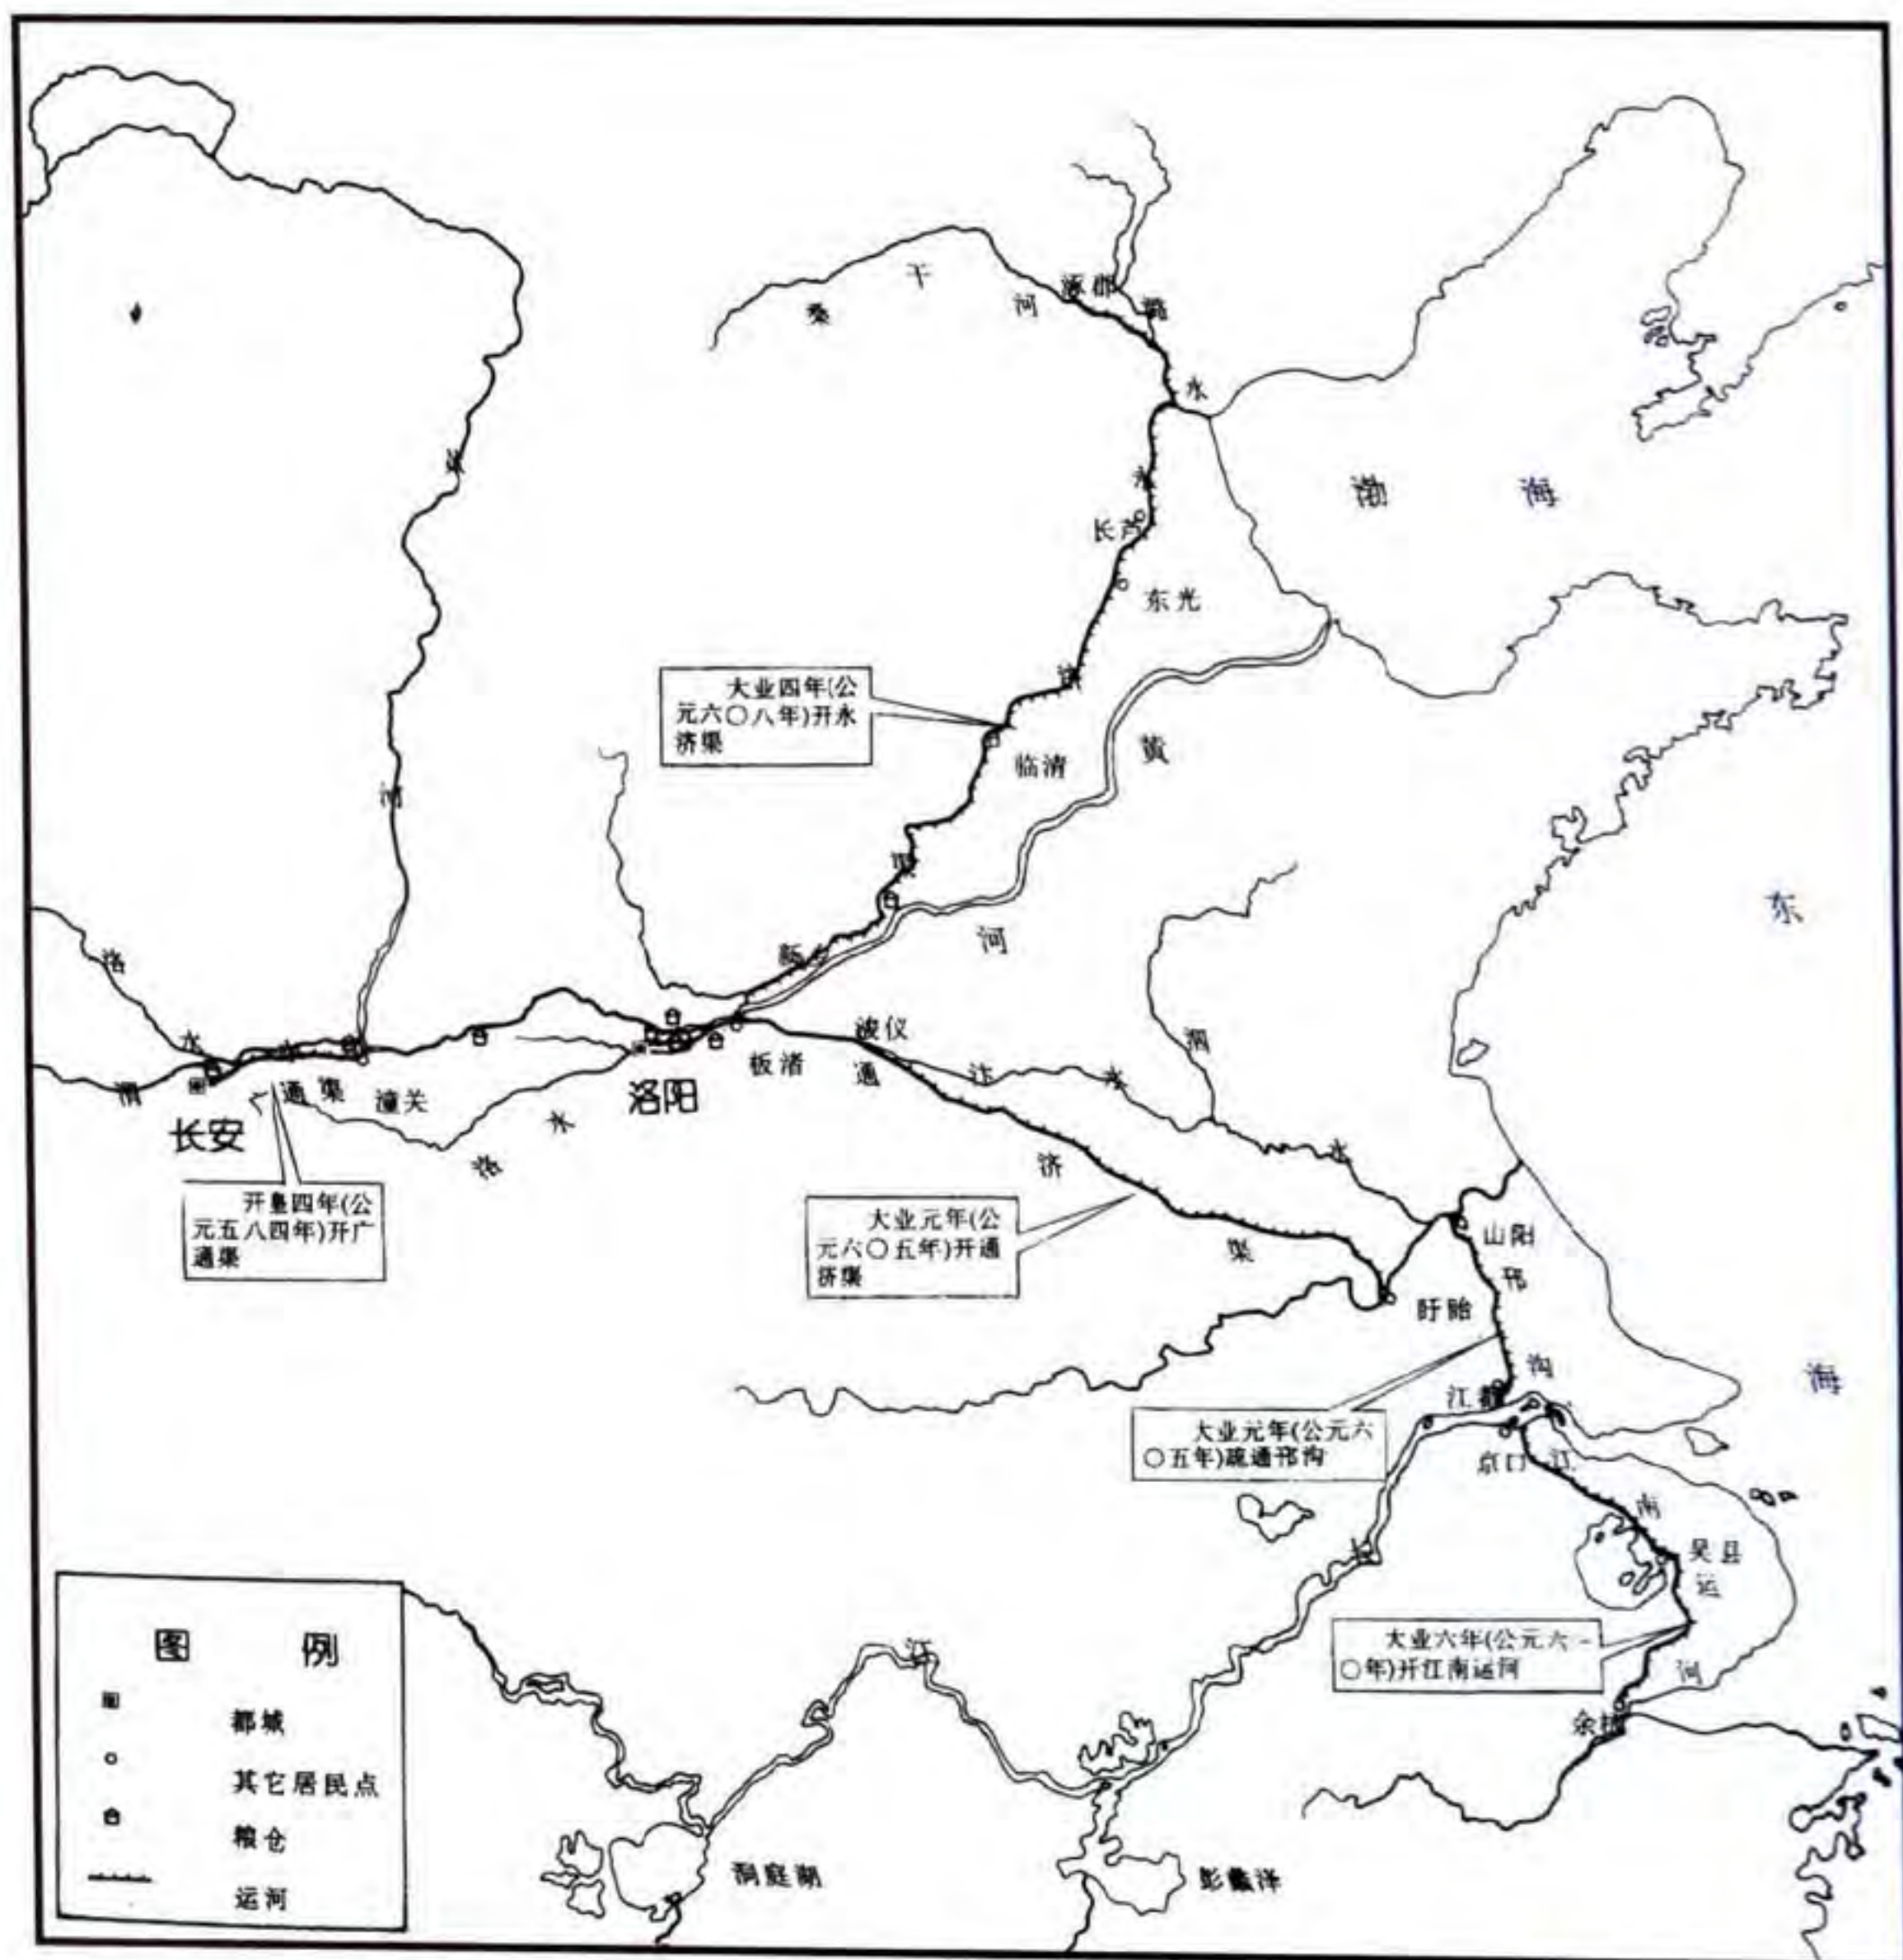 桑干河
涿郡
潞
水
永
长芦
东光
济
渤海
黄
河
大业四年(公
元六〇八年)开永
济渠
临清
黄
河
渠
新乡
东
海
洛
水
渭
水
广通渠
潼关
长安
洛水
洛阳
板渚
浚仪
通
济
渠
汴水
泗
水
开皇四年(公
元五八四年)开广
通渠
大业元年(公
元六〇五年)开通
济渠
山阳
邗
沟
盱眙
江都
大业元年(公元六
〇五年)疏通邗沟
京口
江
南
吴县
运
河
长
江
大业六年(公元六一
〇年)开江南运河
余杭
洞庭湖
彭蠡泽
图例
都城
其它居民点
粮仓
运河